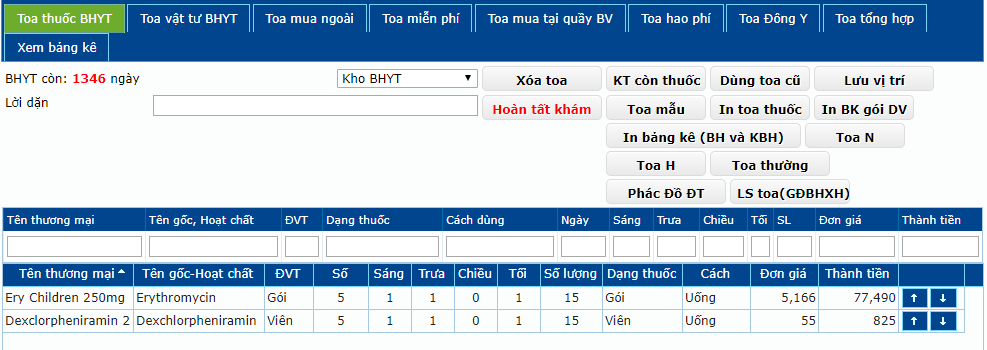 Toa thuốc BHYT Toa vật tư BHYT Toa mua ngoài Toa miễn phí Toa mua tại quầy BV Toa hao phí Toa Đông Y Toa tổng hợp
Xem bảng kê
BHYT còn: 1346 ngày Kho BHYT Xóa toa KT còn thuốc Dùng toa cũ Lưu vị trí
Lời dặn Hoàn tất khám Toa mẫu In toa thuốc In BK gói DV
In bảng kê (BH và KBH) Toa N
Toa H Toa thường
Phác Đồ ĐT LS toa(GĐBHXH)
Tên thương mại Tên gốc, Hoạt chất ĐVT Dạng thuốc Cách dùng Ngày Sáng Trưa Chiều Tối SL Đơn giá Thành tiền
Tên thương mại Tên gốc-Hoạt chất ĐVT Số Sáng Trưa Chiều Tối Số lượng Dạng thuốc Cách Đơn giá Thành tiền
Ery Children 250mg Erythromycin Gói 5 1 1 0 1 15 Gói Uống 5,166 77,490
Dexclorpheniramin 2 Dexchlorpheniramin Viên 5 1 1 0 1 15 Viên Uống 55 825